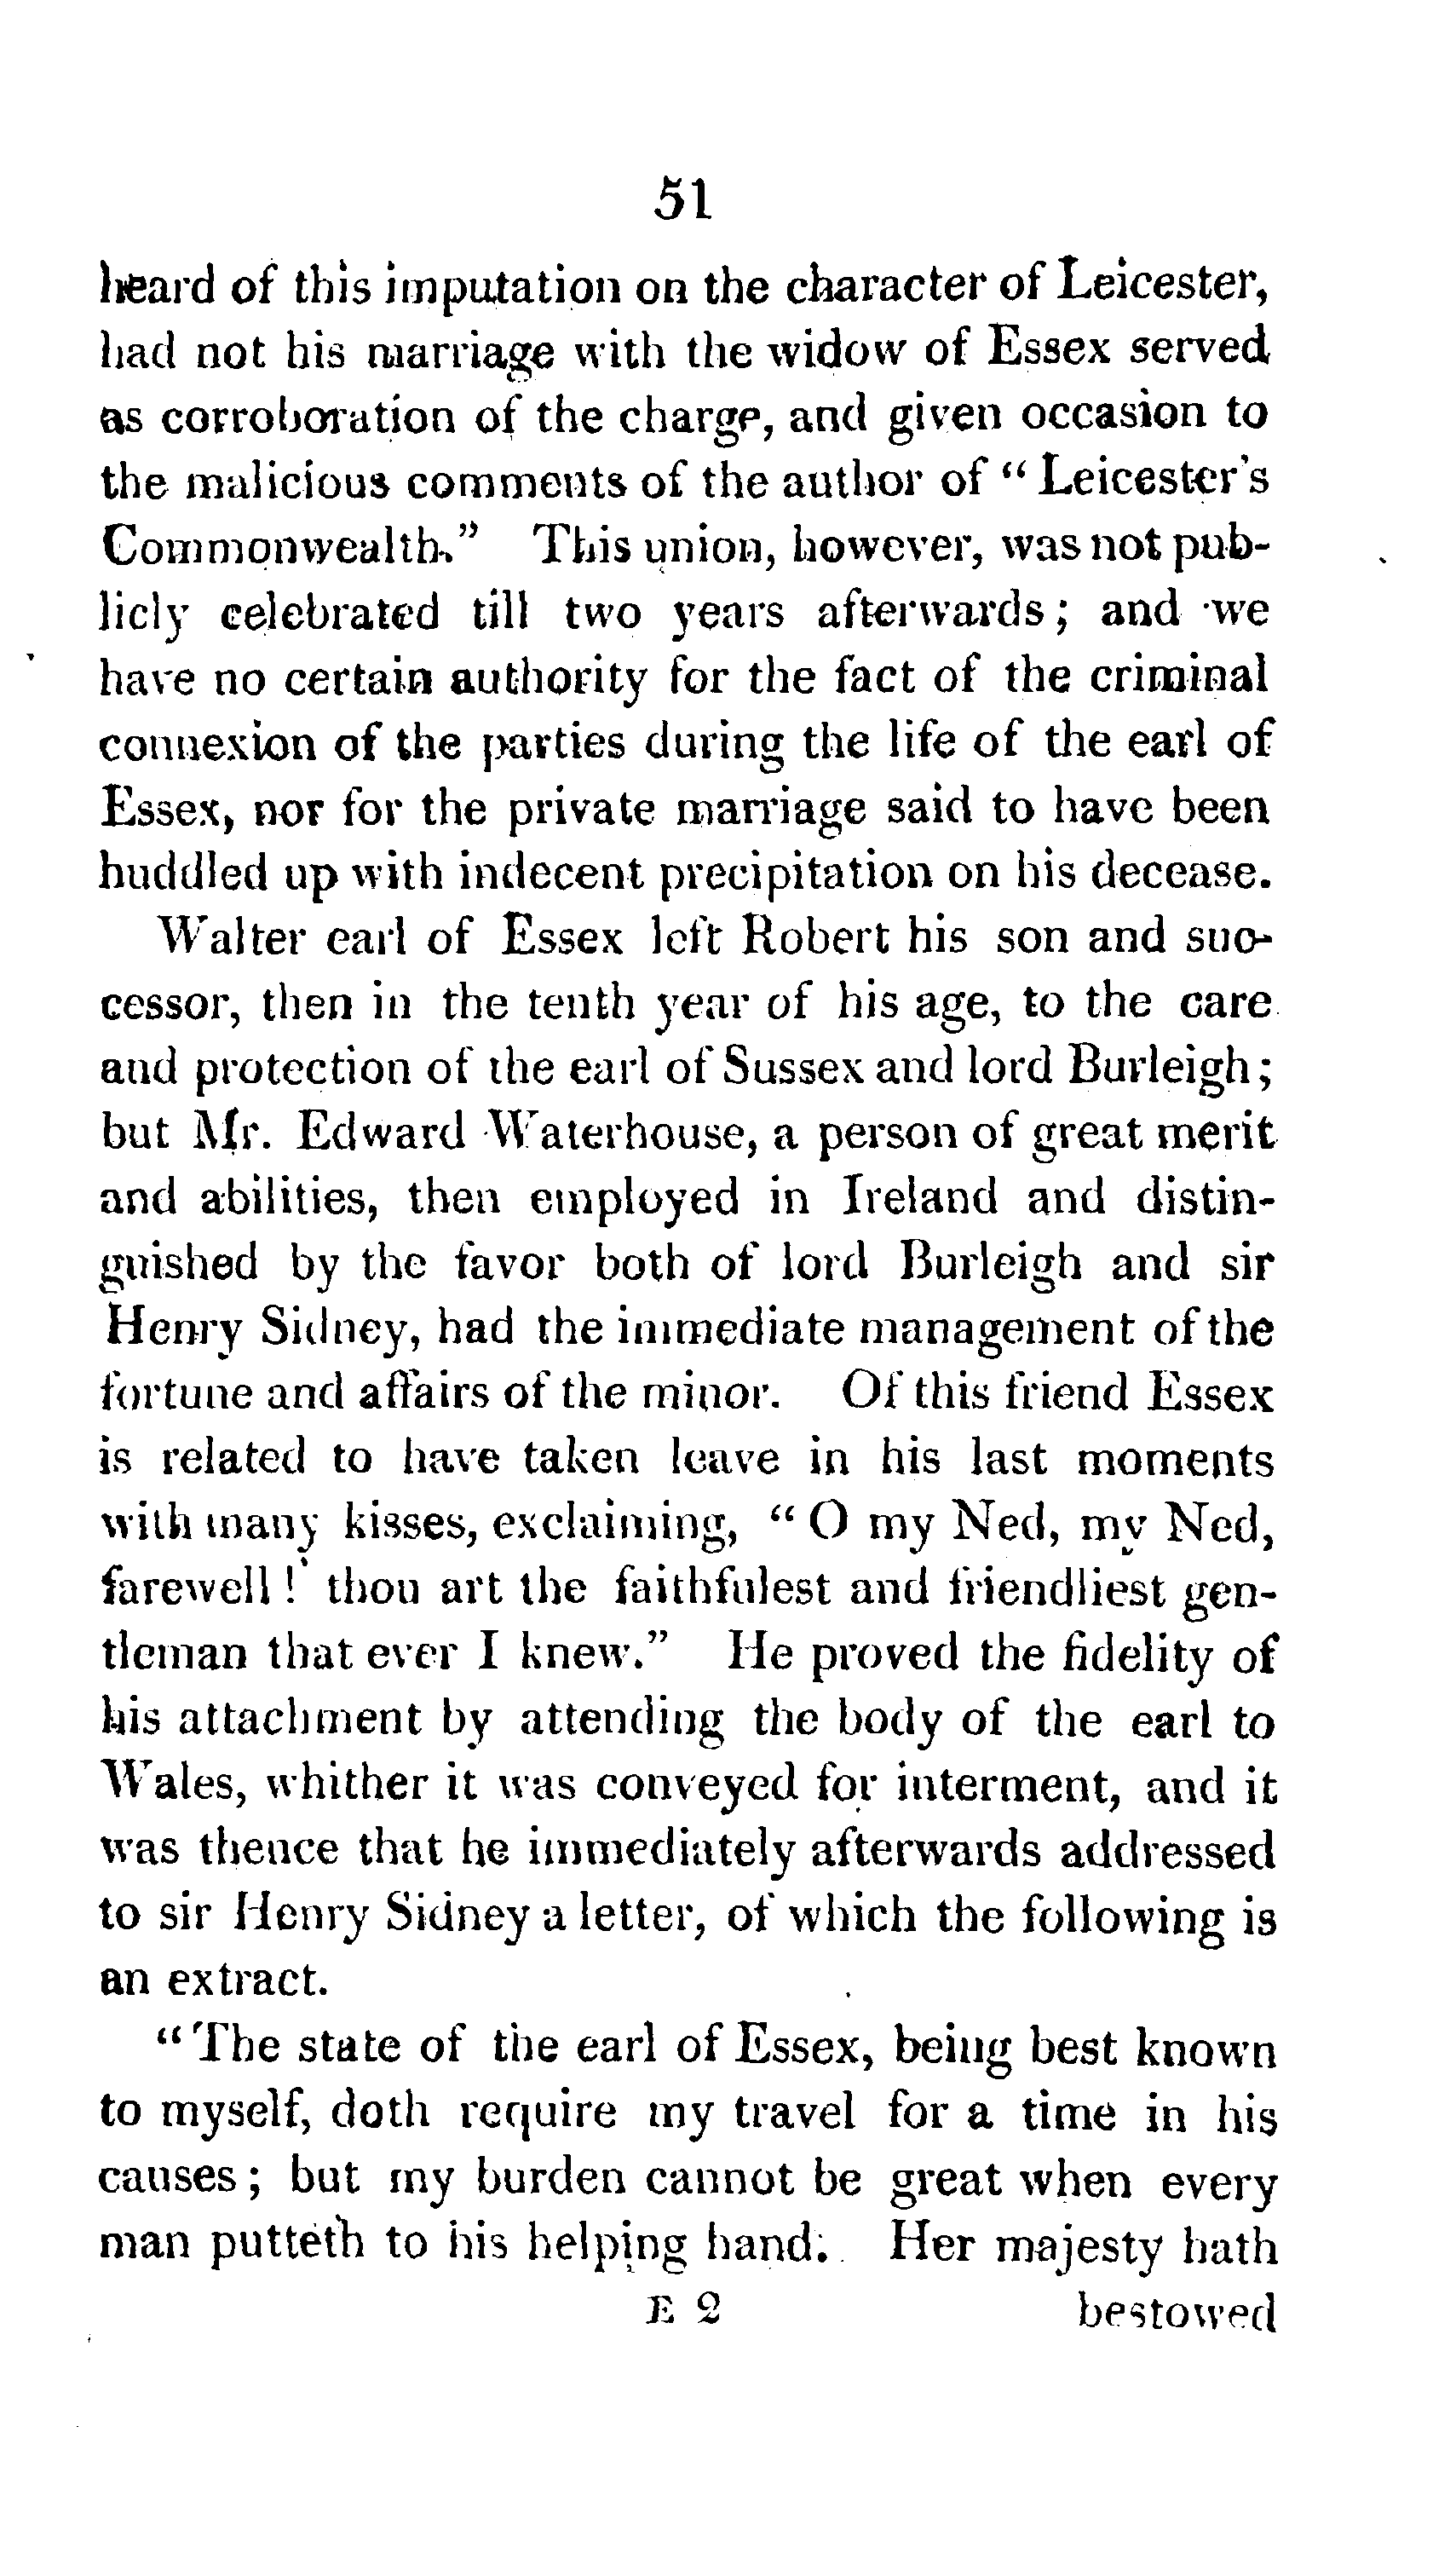 51
heard of this imputation on the character of Leicester,
had not his marriage with the widow of Essex served
as corroboration of the charge, and given occasion to
the malicious comments of the author of “ Leicester's
Commonwealth.” This union, however, was not pub-
licly celebrated till two years afterwards ; and we
have no certain authority for the fact of the criminal
connexion of the parties during the life of the earl of
Essex, nor for the private marriage said to have been
huddled up with indecent precipitation on his decease.
Walter earl of Essex left Robert his son and suc-
cessor, then in the tenth year of his age, to the care
and protection of the earl of Sussex and lord Burleigh ;
but Mr. Edward Waterhouse, a person of great merit
and abilities, then employed in Ireland and distin-
guished by the favor both of lord Burleigh and sir
Henry Sidney, had the immediate management of the
fortune and affairs of the minor. Of this friend Essex
is related to have taken leave in his last moments
with many kisses, exclaiming, “ O my Ned, my Ned,
farewell ! thou art the faithfulest and friendliest gen-
tleman that ever I knew.” He proved the fidelity of
his attachment by attending the body of the earl to
Wales, whither it was conveyed for interment, and it
was thence that he immediately afterwards addressed
to sir Henry Sidney a letter, of which the following is
an extract.
“ The state of the earl of Essex, being best known
to myself, doth require my travel for a time in his
causes ; but my burden cannot be great when every
man putteth to his helping hand. Her majesty hath
E 2 bestowed